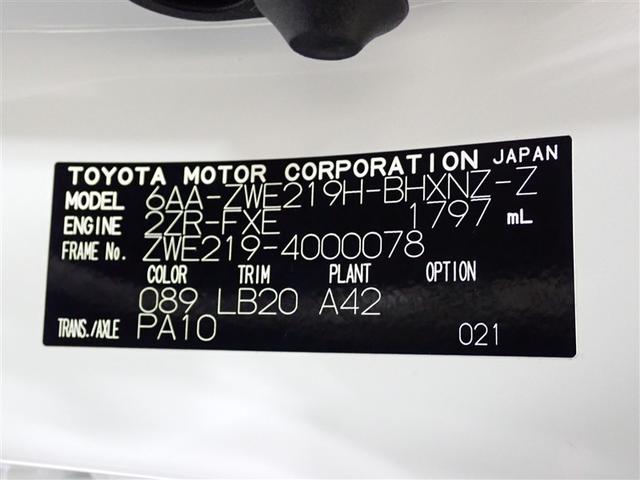 TOYOTA MOTOR CORPORATION JAPAN
MODEL 6AA-ZWE219H-BHXNZ-Z
ENGINE 2ZR-FXE 1797 mL
FRAME No. ZWE219-4000078
COLOR TRIM PLANT OPTION
089 LB20 A42
TRANS./AXLE PA10 021